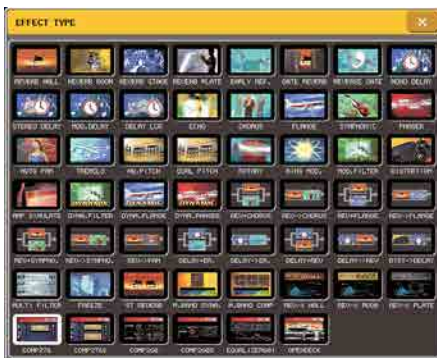 EFFECT TYPE
REVERB HALL REVERB ROOM REVERB STAGE REVERB PLATE EARLY REF. GATE REVERB REVERSE GATE MONO DELAY
STEREO DELAY MOD.DELAY DELAY LCR ECHO CHORUS FLANGE SYMPHONIC PHASER
AUTO PAN TREMOLO HQ.PITCH DUAL PITCH ROTARY RING MOD. MOD.FILTER DISTORTION
AMP SIMULATE DYNA.FILTER DYNA.FLANGE DYNA.PHASER REV+CHORUS REV->CHORUS REV+FLANGE REV->FLANGE
REV+SYMPHO. REV->SYMPHO. REV->PAN DELAY+ER. DELAY->ER. DELAY+REV DELAY->REV DIST->DELAY
MULTI FILTER FREEZE ST REVERB M.BAND DYNA. M.BAND COMP REV-X HALL REV-X ROOM REV-X PLATE
COMP276 COMP276S COMP260 COMP260S EQUALIZER601 OPENDECK